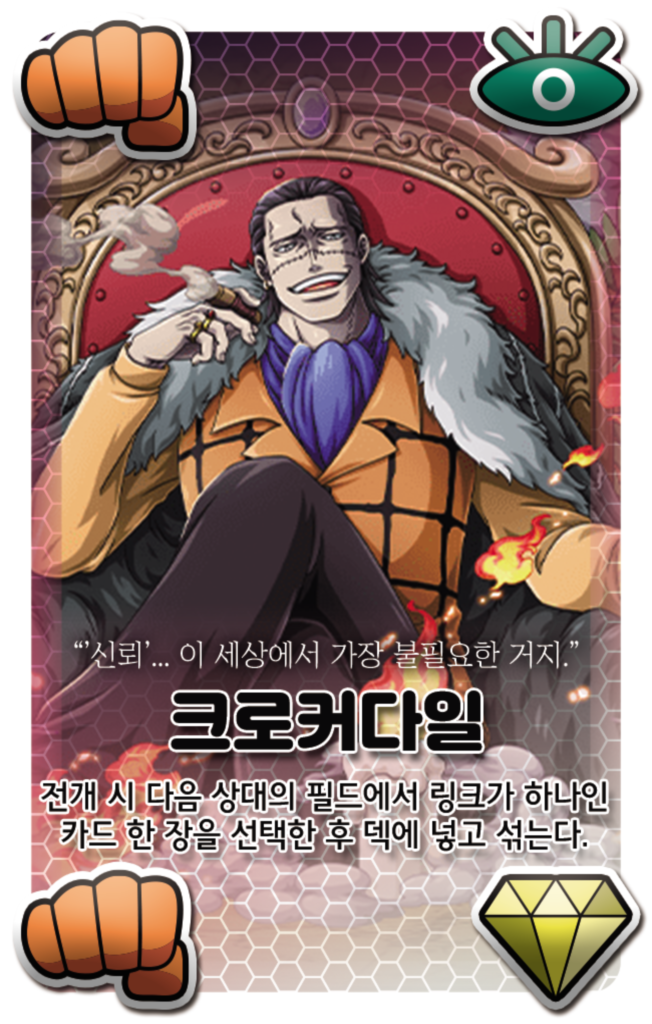 “’신뢰’... 이 세상에서 가장 불필요한 거지.”
크로커다일
전개 시 다음 상대의 필드에서 링크가 하나인
카드 한 장을 선택한 후 덱에 넣고 섞는다.